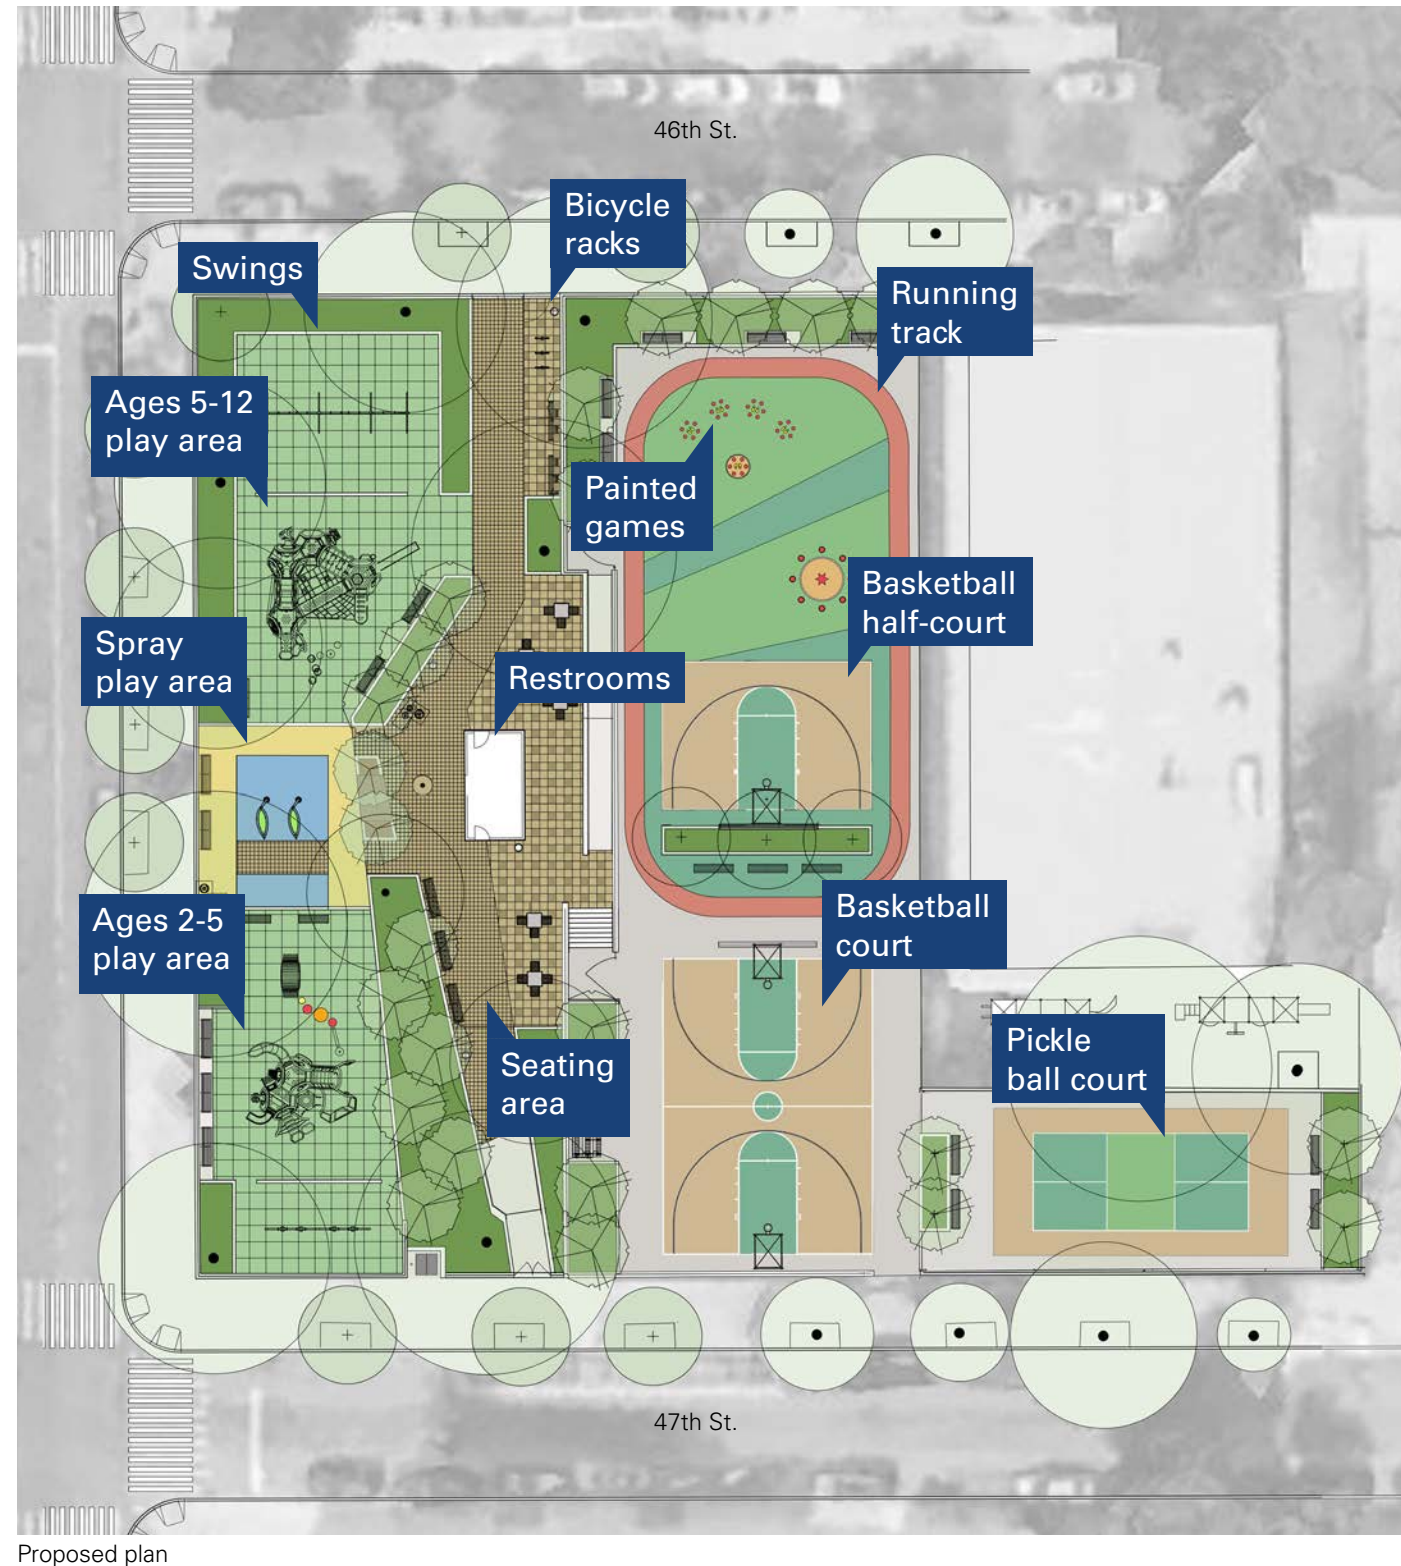 46th St.
Bicycle
racks
Swings
Running
track
Ages 5-12
play area
Painted
games
Basketball
half-court
Spray
play area
Restrooms
Ages 2-5
play area
Basketball
court
Seating
area
Pickle
ball court
47th St.
Proposed plan